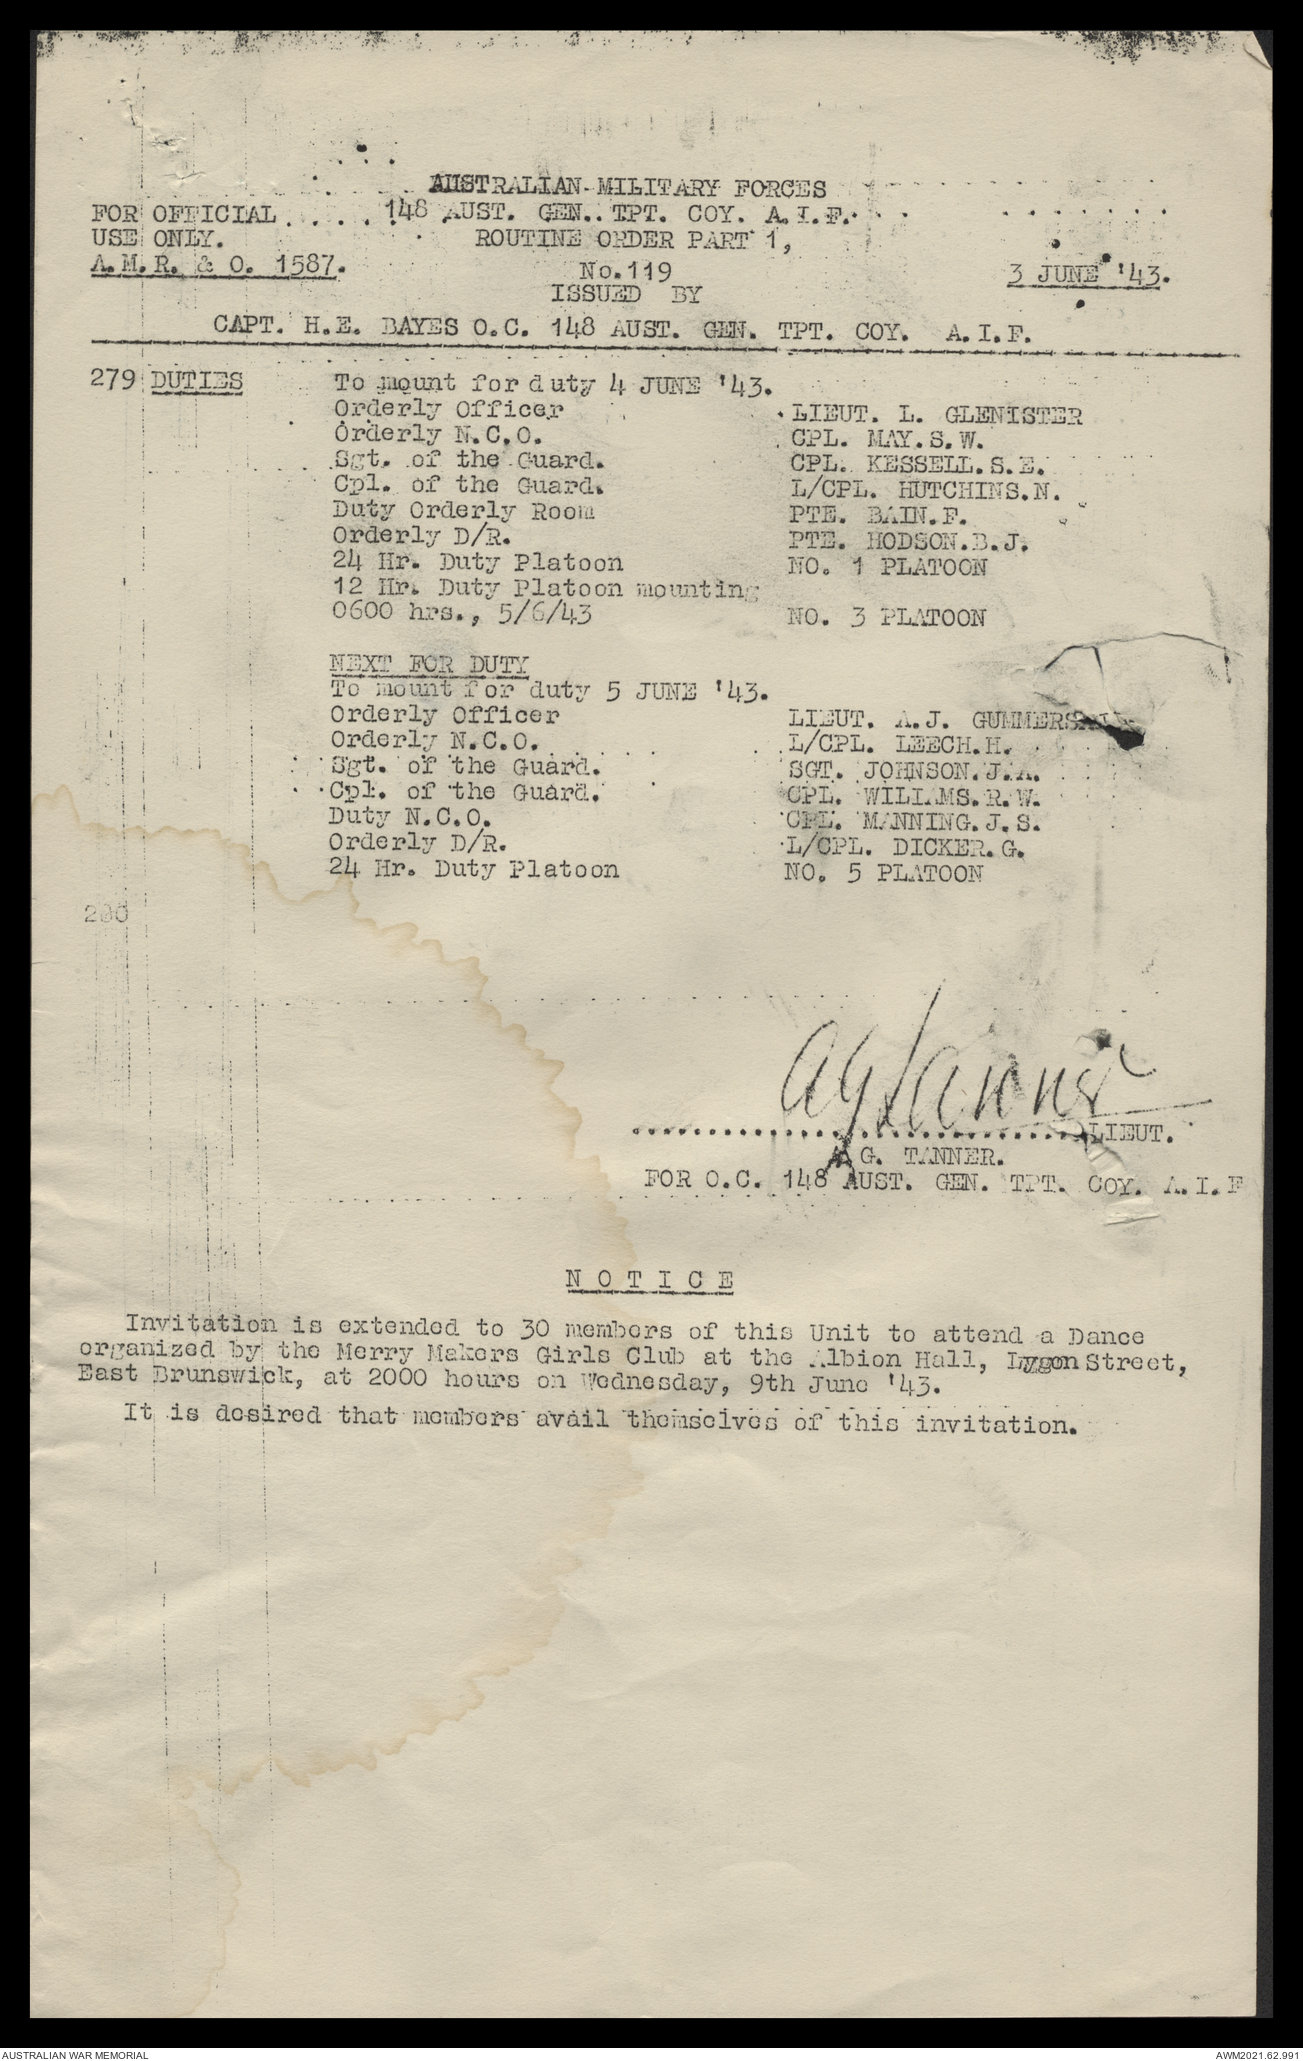 AUSTRALIAN MILITARY FORCES
FOR OFFICIAL 148 AUST. GEN. TPT. COY. A.I.F.
USE ONLY. ROUTINE ORDER PART 1,
A.M.R. & O. 1587. No.119 3 JUNE '43.
ISSUED BY
CAPT. H.E. BAYES O.C. 148 AUST. GEN. TPT. COY. A.I.F.
279 DUTIES To mount for duty 4 JUNE '43.
Orderly Officer LIEUT. L. GLENISTER
Orderly N.C.O. CPL. MAY.S.W.
Sgt. of the Guard. CPL. KESSELL.S.E.
Cpl. of the Guard. L/CPL. HUTCHINS.N.
Duty Orderly Room PTE. BAIN.F.
Orderly D/R. PTE. HODSON.B.J.
24 Hr. Duty Platoon NO. 1 PLATOON
12 Hr. Duty Platoon mounting
0600 hrs., 5/6/43 NO. 3 PLATOON
NEXT FOR DUTY
To mount for duty 5 JUNE '43.
Orderly Officer LIEUT. A.J.
Orderly N.C.O. L/CPL. LEECH.H.
Sgt. of the Guard. SGT. JOHNSON.J.A.
Cpl. of the Guard. CPL. WILIAMS.R.W.
Duty N.C.O. CPL. MANNING.J.S.
Orderly D/R. L/CPL. DICKER.G.
24 Hr. Duty Platoon NO. 5 PLATOON
AGTanner
LIEUT.
A G. TANNER.
FOR O.C. 148 AUST. GEN. TPT. COY. A.I.F
N O T I C E
Invitation is extended to 30 members of this Unit to attend a Dance
organized by the Merry Makers Girls Club at the Albion Hall, Lygon Street,
East Brunswick, at 2000 hours on Wednesday, 9th June '43.
It is desired that members avail themselves of this invitation.
AUSTRALIAN WAR MEMORIAL AWM2021.62.991